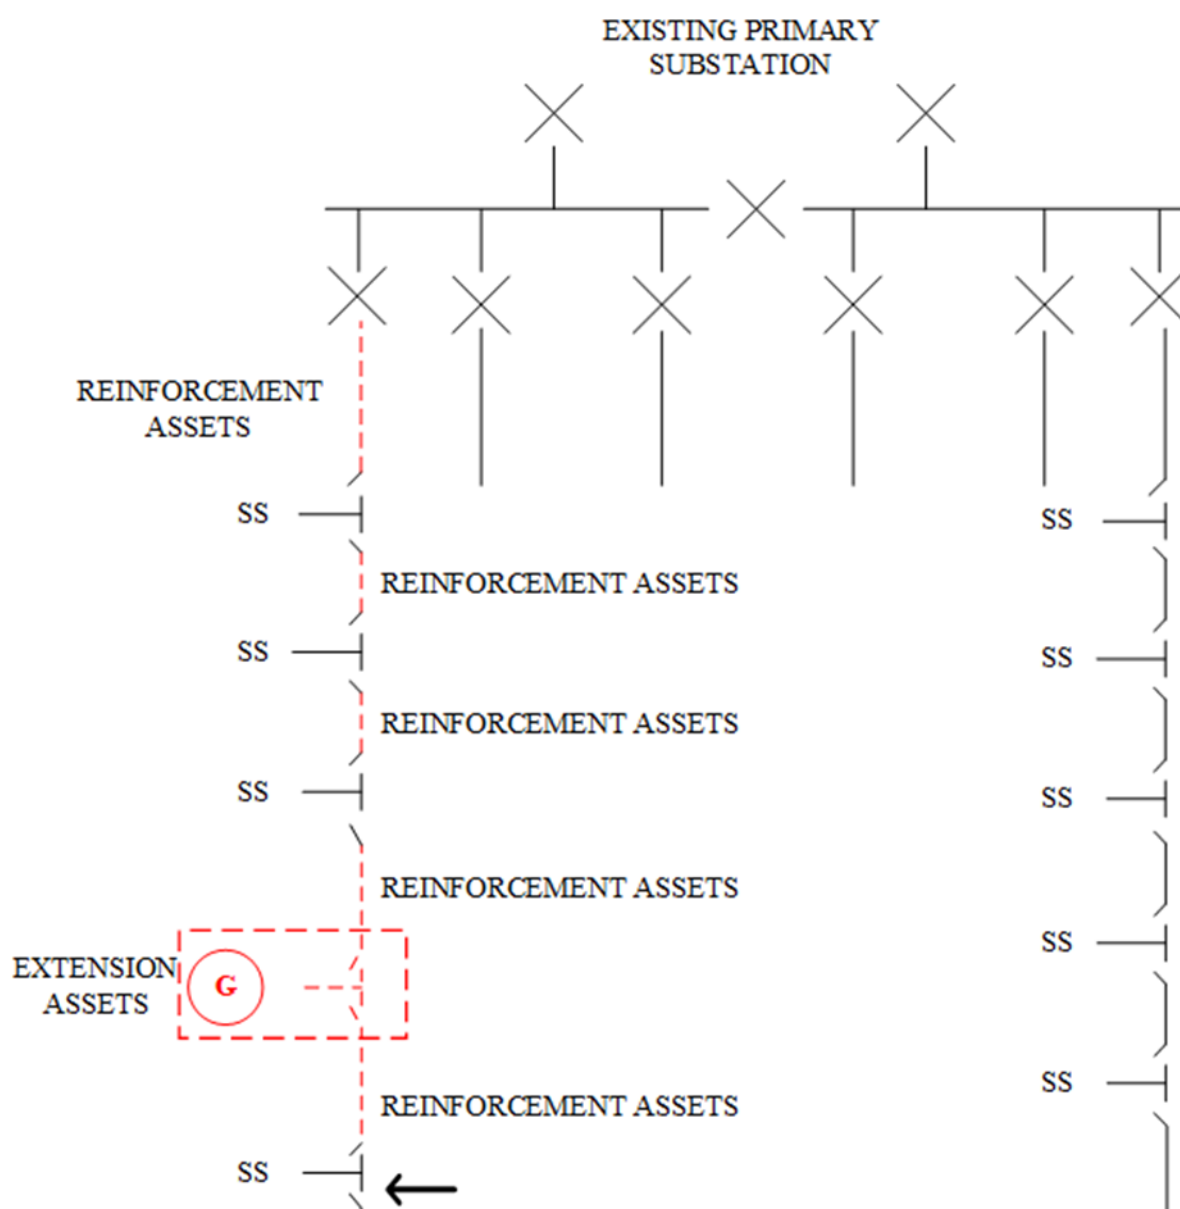 EXISTING PRIMARY
SUBSTATION
REINFORCEMENT
ASSETS
SS
SS
REINFORCEMENT ASSETS
SS
SS
REINFORCEMENT ASSETS
SS
SS
REINFORCEMENT ASSETS
SS
EXTENSION
ASSETS
G
SS
REINFORCEMENT ASSETS
SS